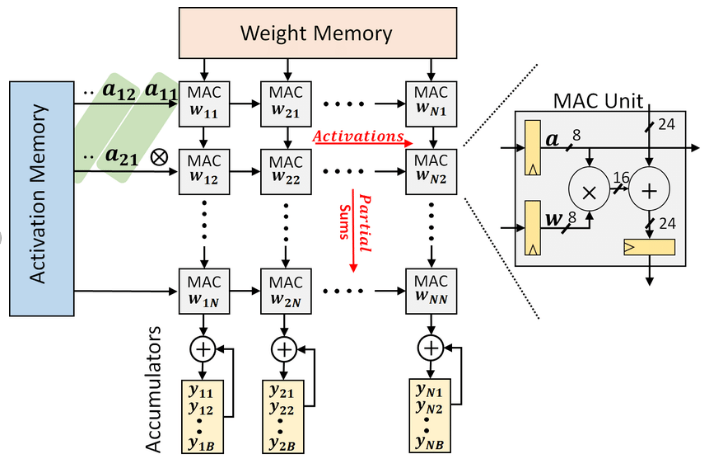 Weight Memory
Activation Memory
·· a12 a11
·· a21 ⊗
MAC w11
MAC w21
MAC wN1
Activations
MAC w12
MAC w22
MAC wN2
Partial
Sums
MAC w1N
MAC w2N
MAC wNN
Accumulators
y11
y12
y1B
y21
y22
y2B
yN1
yN2
yNB
MAC Unit
a 8
24
× 16 +
w 8
24